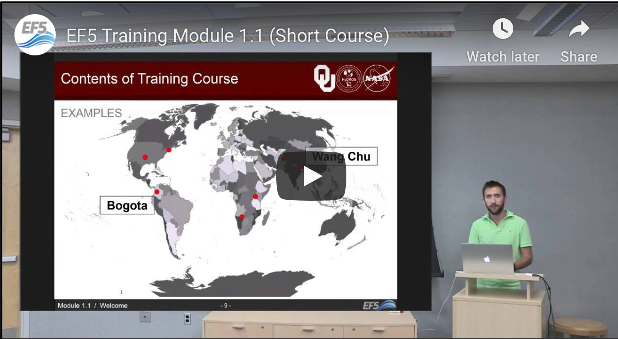 EF5
EF5 Training Module 1.1 (Short Course)
Watch later
Share
Contents of Training Course
OU
NASA
EXAMPLES
Wang Chu
Bogota
Module 1.1 / Welcome
- 9 -
EF5